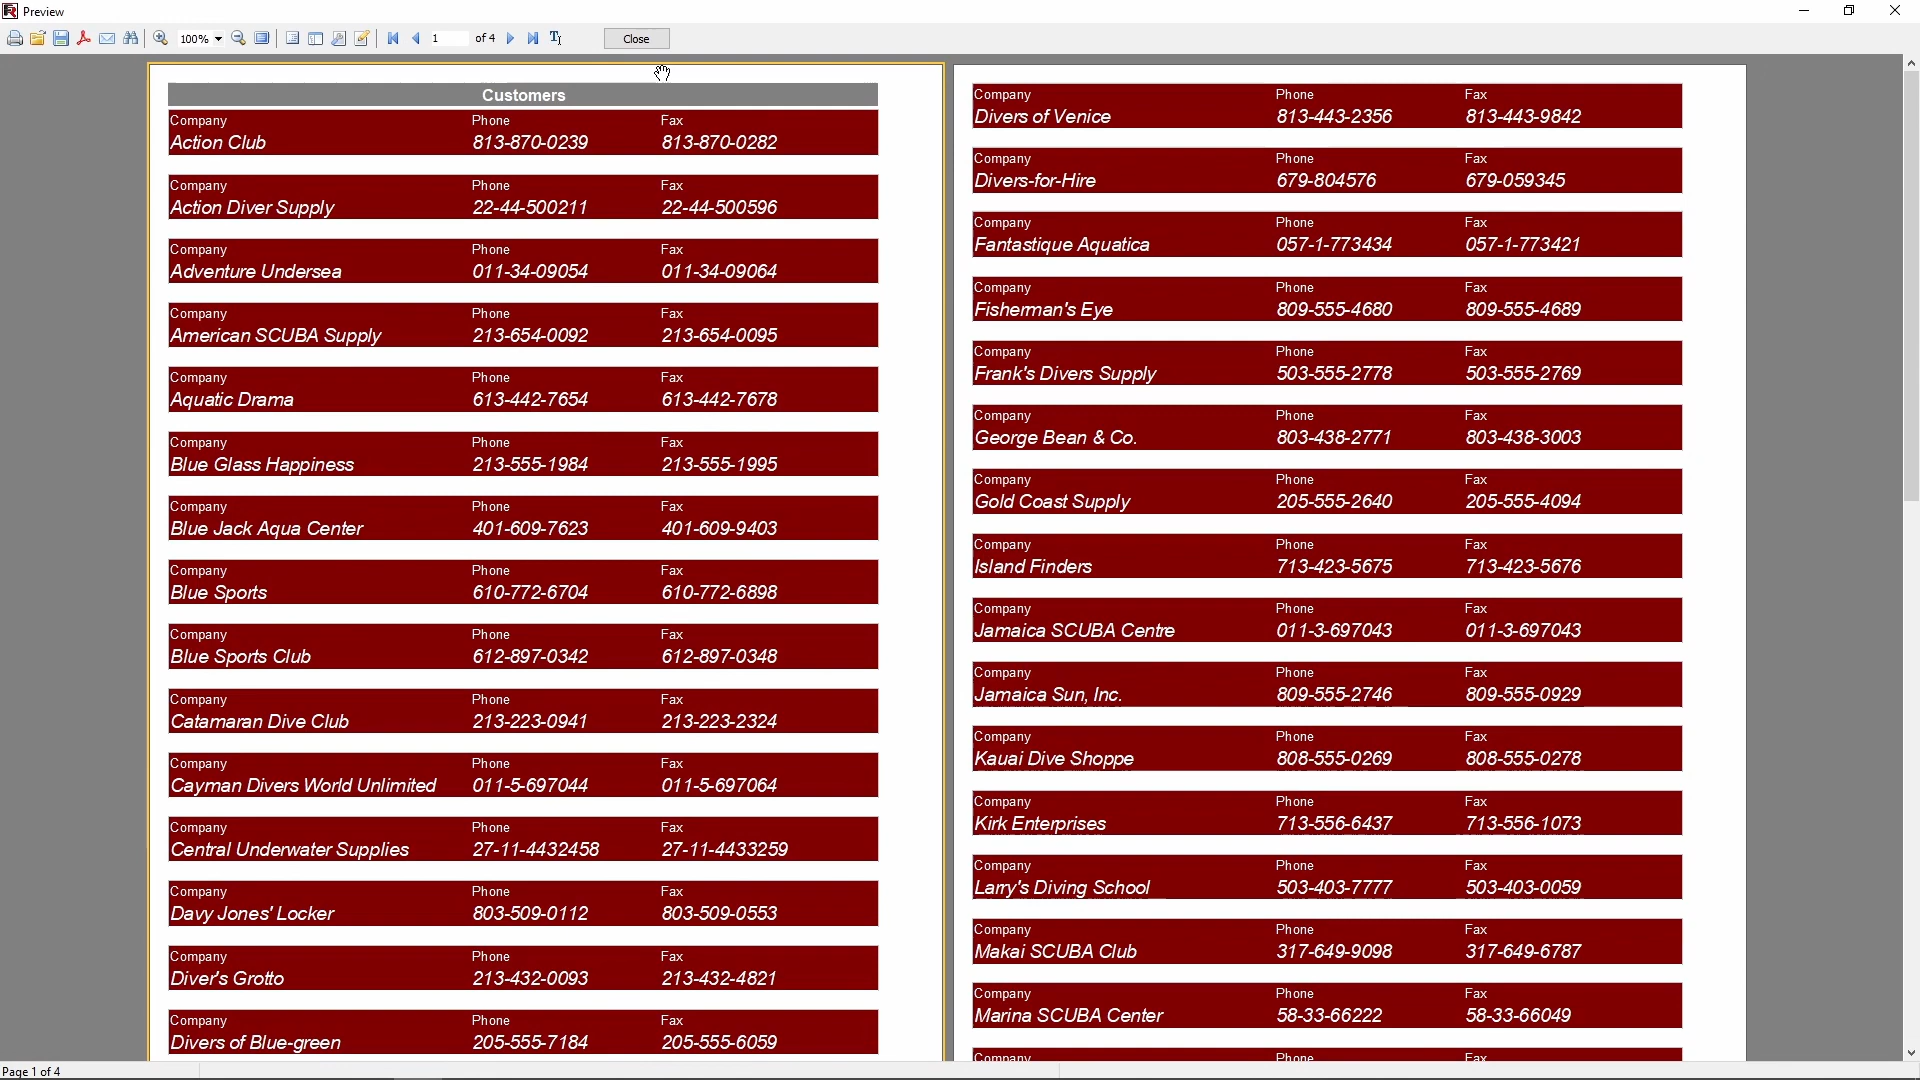 Preview
100% 1 of 4 Close
Customers
Company Phone Fax
Action Club 813-870-0239 813-870-0282
Company Phone Fax
Action Diver Supply 22-44-500211 22-44-500596
Company Phone Fax
Adventure Undersea 011-34-09054 011-34-09064
Company Phone Fax
American SCUBA Supply 213-654-0092 213-654-0095
Company Phone Fax
Aquatic Drama 613-442-7654 613-442-7678
Company Phone Fax
Blue Glass Happiness 213-555-1984 213-555-1995
Company Phone Fax
Blue Jack Aqua Center 401-609-7623 401-609-9403
Company Phone Fax
Blue Sports 610-772-6704 610-772-6898
Company Phone Fax
Blue Sports Club 612-897-0342 612-897-0348
Company Phone Fax
Catamaran Dive Club 213-223-0941 213-223-2324
Company Phone Fax
Cayman Divers World Unlimited 011-5-697044 011-5-697064
Company Phone Fax
Central Underwater Supplies 27-11-4432458 27-11-4433259
Company Phone Fax
Davy Jones' Locker 803-509-0112 803-509-0553
Company Phone Fax
Diver's Grotto 213-432-0093 213-432-4821
Company Phone Fax
Divers of Blue-green 205-555-7184 205-555-6059
Company Phone Fax
Divers of Venice 813-443-2356 813-443-9842
Company Phone Fax
Divers-for-Hire 679-804576 679-059345
Company Phone Fax
Fantastique Aquatica 057-1-773434 057-1-773421
Company Phone Fax
Fisherman's Eye 809-555-4680 809-555-4689
Company Phone Fax
Frank's Divers Supply 503-555-2778 503-555-2769
Company Phone Fax
George Bean & Co. 803-438-2771 803-438-3003
Company Phone Fax
Gold Coast Supply 205-555-2640 205-555-4094
Company Phone Fax
Island Finders 713-423-5675 713-423-5676
Company Phone Fax
Jamaica SCUBA Centre 011-3-697043 011-3-697043
Company Phone Fax
Jamaica Sun, Inc. 809-555-2746 809-555-0929
Company Phone Fax
Kauai Dive Shoppe 808-555-0269 808-555-0278
Company Phone Fax
Kirk Enterprises 713-556-6437 713-556-1073
Company Phone Fax
Larry's Diving School 503-403-7777 503-403-0059
Company Phone Fax
Makai SCUBA Club 317-649-9098 317-649-6787
Company Phone Fax
Marina SCUBA Center 58-33-66222 58-33-66049
Company Phone Fax
Page 1 of 4